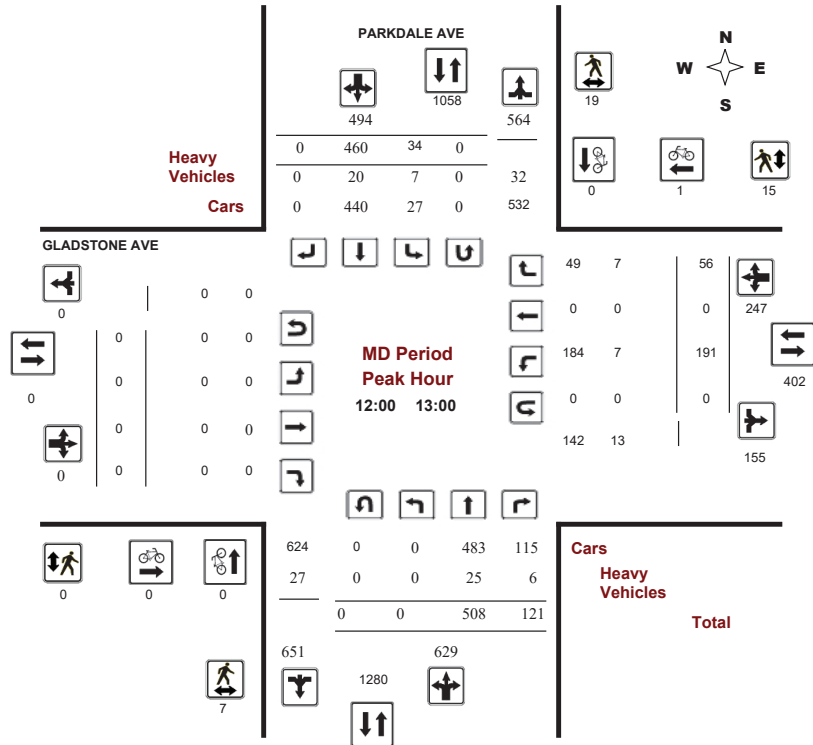 PARKDALE AVE
N
W E
S
1058
19
494 564
0 460 34 0
Heavy
Vehicles
0 20 7 0 32
0 1 15
Cars 0 440 27 0 532
GLADSTONE AVE
49 7 56
0 0 0
0 0 0 247
0 0 0
184 7 191
MD Period
Peak Hour
402
0 0 0 0
12:00 13:00
0 0 0
0 0 0
142 13
155
0 0 0 0
624 0 0 483 115 Cars
27 0 0 25 6 Heavy
Vehicles
0 0 0
0 0 508 121 Total
651 629
1280
7